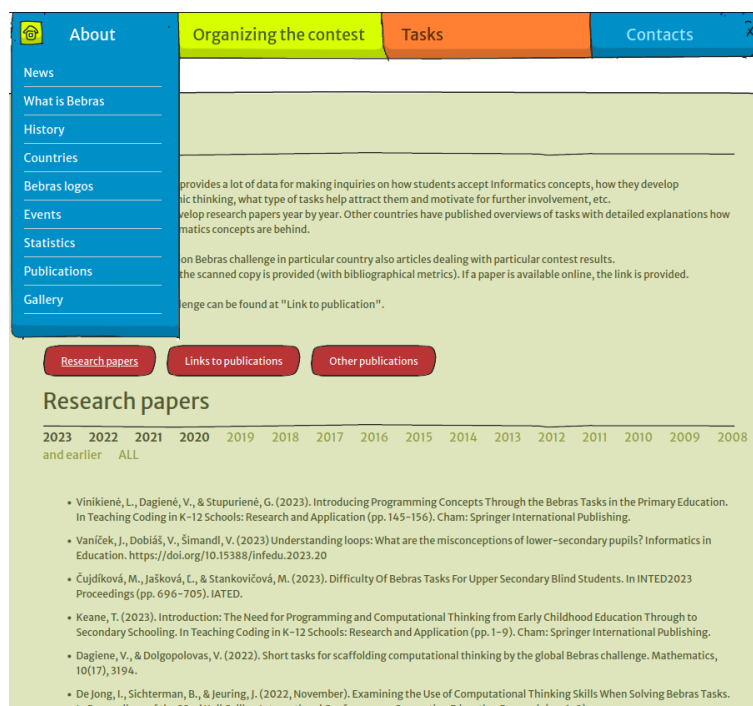 About
Organizing the contest
Tasks
Contacts
News
What is Bebras
History
Countries
Bebras logos
Events
Statistics
Publications
Gallery
provides a lot of data for making inquiries on how students accept Informatics concepts, how they develop
nic thinking, what type of tasks help attract them and motivate for further involvement, etc.
velop research papers year by year. Other countries have published overviews of tasks with detailed explanations how
matics concepts are behind.
on Bebras challenge in particular country also articles dealing with particular contest results.
the scanned copy is provided (with bibliographical metrics). If a paper is available online, the link is provided.
lenge can be found at "Link to publication".
Research papers
Links to publications
Other publications
Research papers
2023 2022 2021 2020 2019 2018 2017 2016 2015 2014 2013 2012 2011 2010 2009 2008
and earlier ALL
• Vinikienė, L., Dagienė, V., & Stupurienė, G. (2023). Introducing Programming Concepts Through the Bebras Tasks in the Primary Education.
In Teaching Coding in K-12 Schools: Research and Application (pp. 145-156). Cham: Springer International Publishing.
• Vaníček, J., Dobiáš, V., Šimandl, V. (2023) Understanding loops: What are the misconceptions of lower-secondary pupils? Informatics in
Education. https://doi.org/10.15388/infedu.2023.20
• Čujdíková, M., Jašková, Ľ., & Stankovičová, M. (2023). Difficulty Of Bebras Tasks For Upper Secondary Blind Students. In INTED2023
Proceedings (pp. 696-705). IATED.
• Keane, T. (2023). Introduction: The Need for Programming and Computational Thinking from Early Childhood Education Through to
Secondary Schooling. In Teaching Coding in K-12 Schools: Research and Application (pp. 1-9). Cham: Springer International Publishing.
• Dagiene, V., & Dolgopolovas, V. (2022). Short tasks for scaffolding computational thinking by the global Bebras challenge. Mathematics,
10(17), 3194.
• De Jong, I., Sichterman, B., & Jeuring, J. (2022, November). Examining the Use of Computational Thinking Skills When Solving Bebras Tasks.